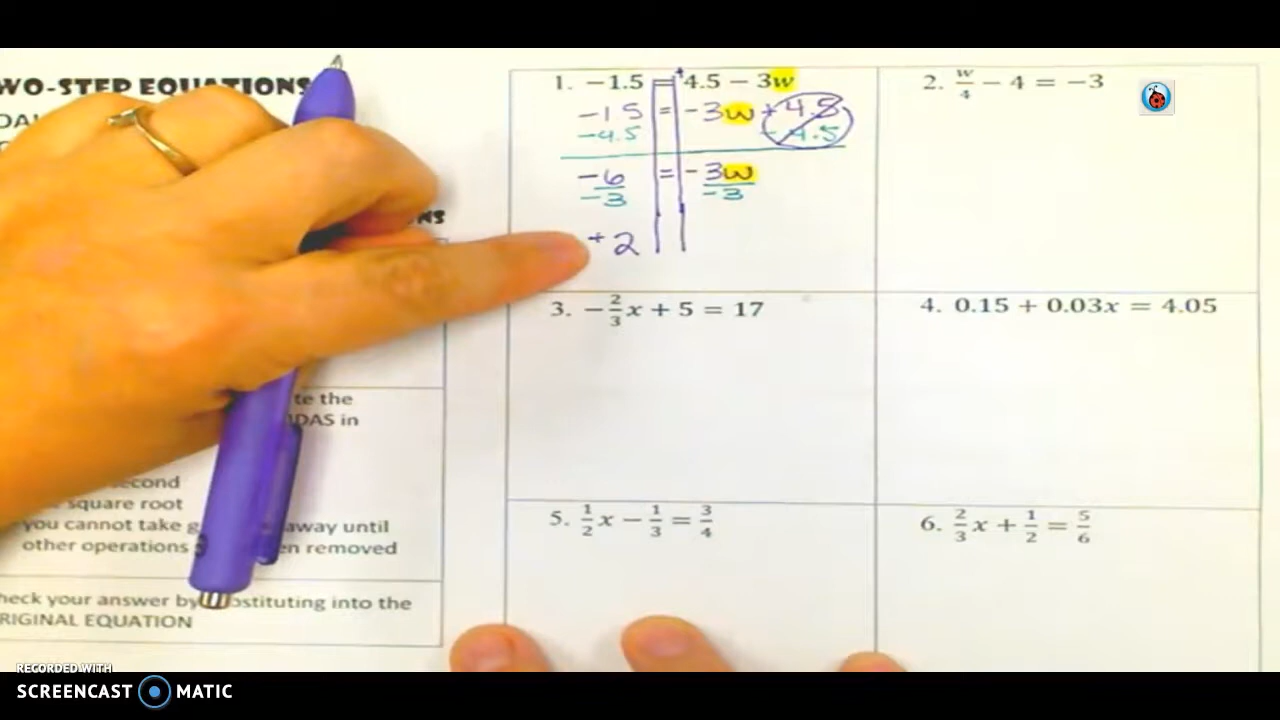 WO-STEP EQUATIONS
te the
DAS in
econd
square root
you cannot take g away until
other operations en removed
heck your answer by ostituting into the
RIGINAL EQUATION
1. −1.5 = +4.5 − 3w
−1.5 = −3w + 4.5
−4.5 −4.5
−6 = −3w
−3 −3
+2
2. w/4 − 4 = −3
3. −2/3x + 5 = 17
4. 0.15 + 0.03x = 4.05
5. 1/2x − 1/3 = 3/4
6. 2/3x + 1/2 = 5/6
RECORDED WITH
SCREENCAST MATIC